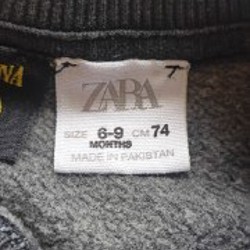 ZARA
SIZE 6-9 CM 74
MONTHS
MADE IN PAKISTAN